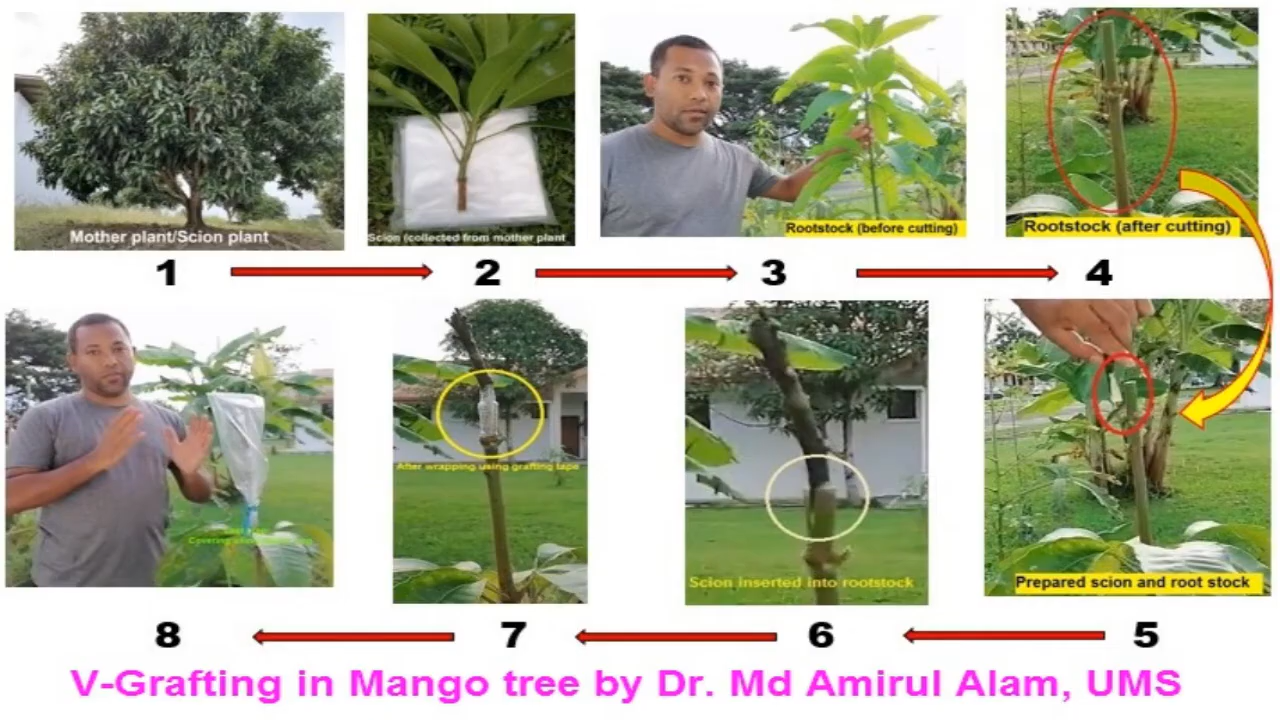 Mother plant/Scion plant
Scion (collected from mother plant
Rootstock (before cutting)
Rootstock (after cutting)
1
2
3
4
After wrapping using grafting tape
Scion inserted into rootstock
Prepared scion and root stock
Covering
8
7
6
5
V-Grafting in Mango tree by Dr. Md Amirul Alam, UMS